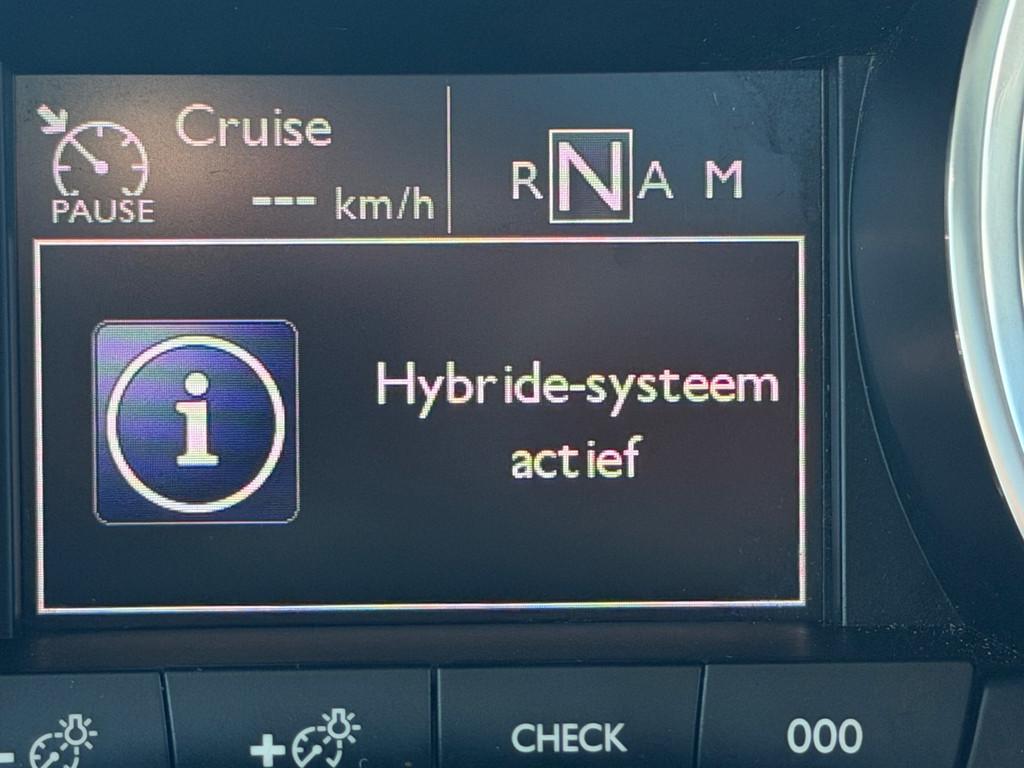 Cruise
PAUSE
--- km/h
R N A M
i
Hybride-systeem
actief
- + CHECK 000